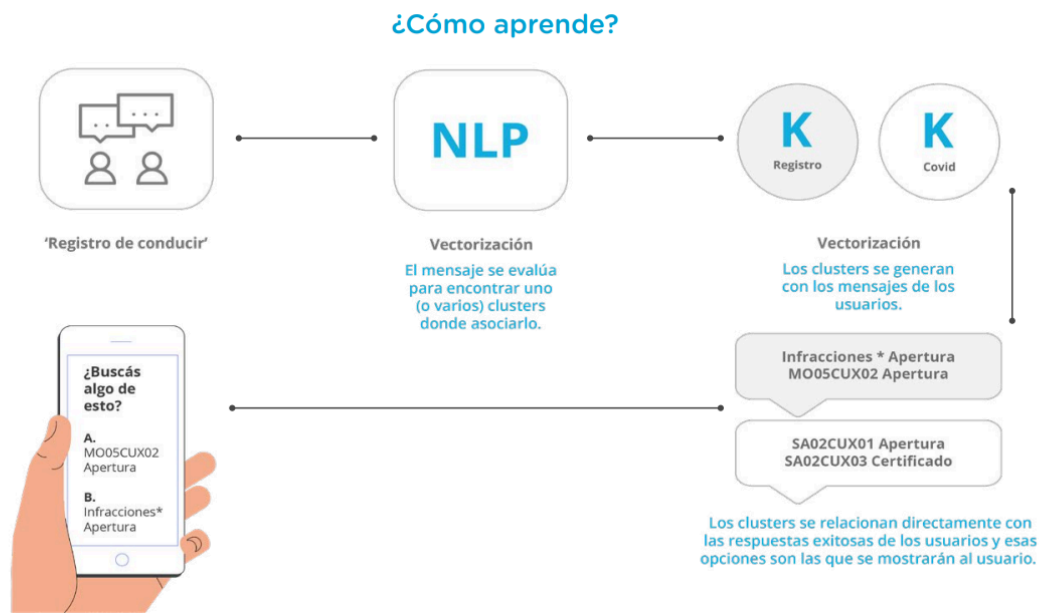 ¿Cómo aprende?
NLP
K
Registro
K
Covid
'Registro de conducir'
Vectorización
El mensaje se evalúa
para encontrar uno
(o varios) clusters
donde asociarlo.
Vectorización
Los clusters se generan
con los mensajes de los
usuarios.
Infracciones * Apertura
MO05CUX02 Apertura
SA02CUX01 Apertura
SA02CUX03 Certificado
Los clusters se relacionan directamente con
las respuestas exitosas de los usuarios y esas
opciones son las que se mostrarán al usuario.
¿Buscás
algo de
esto?
A.
MO05CUX02
Apertura
B.
Infracciones*
Apertura